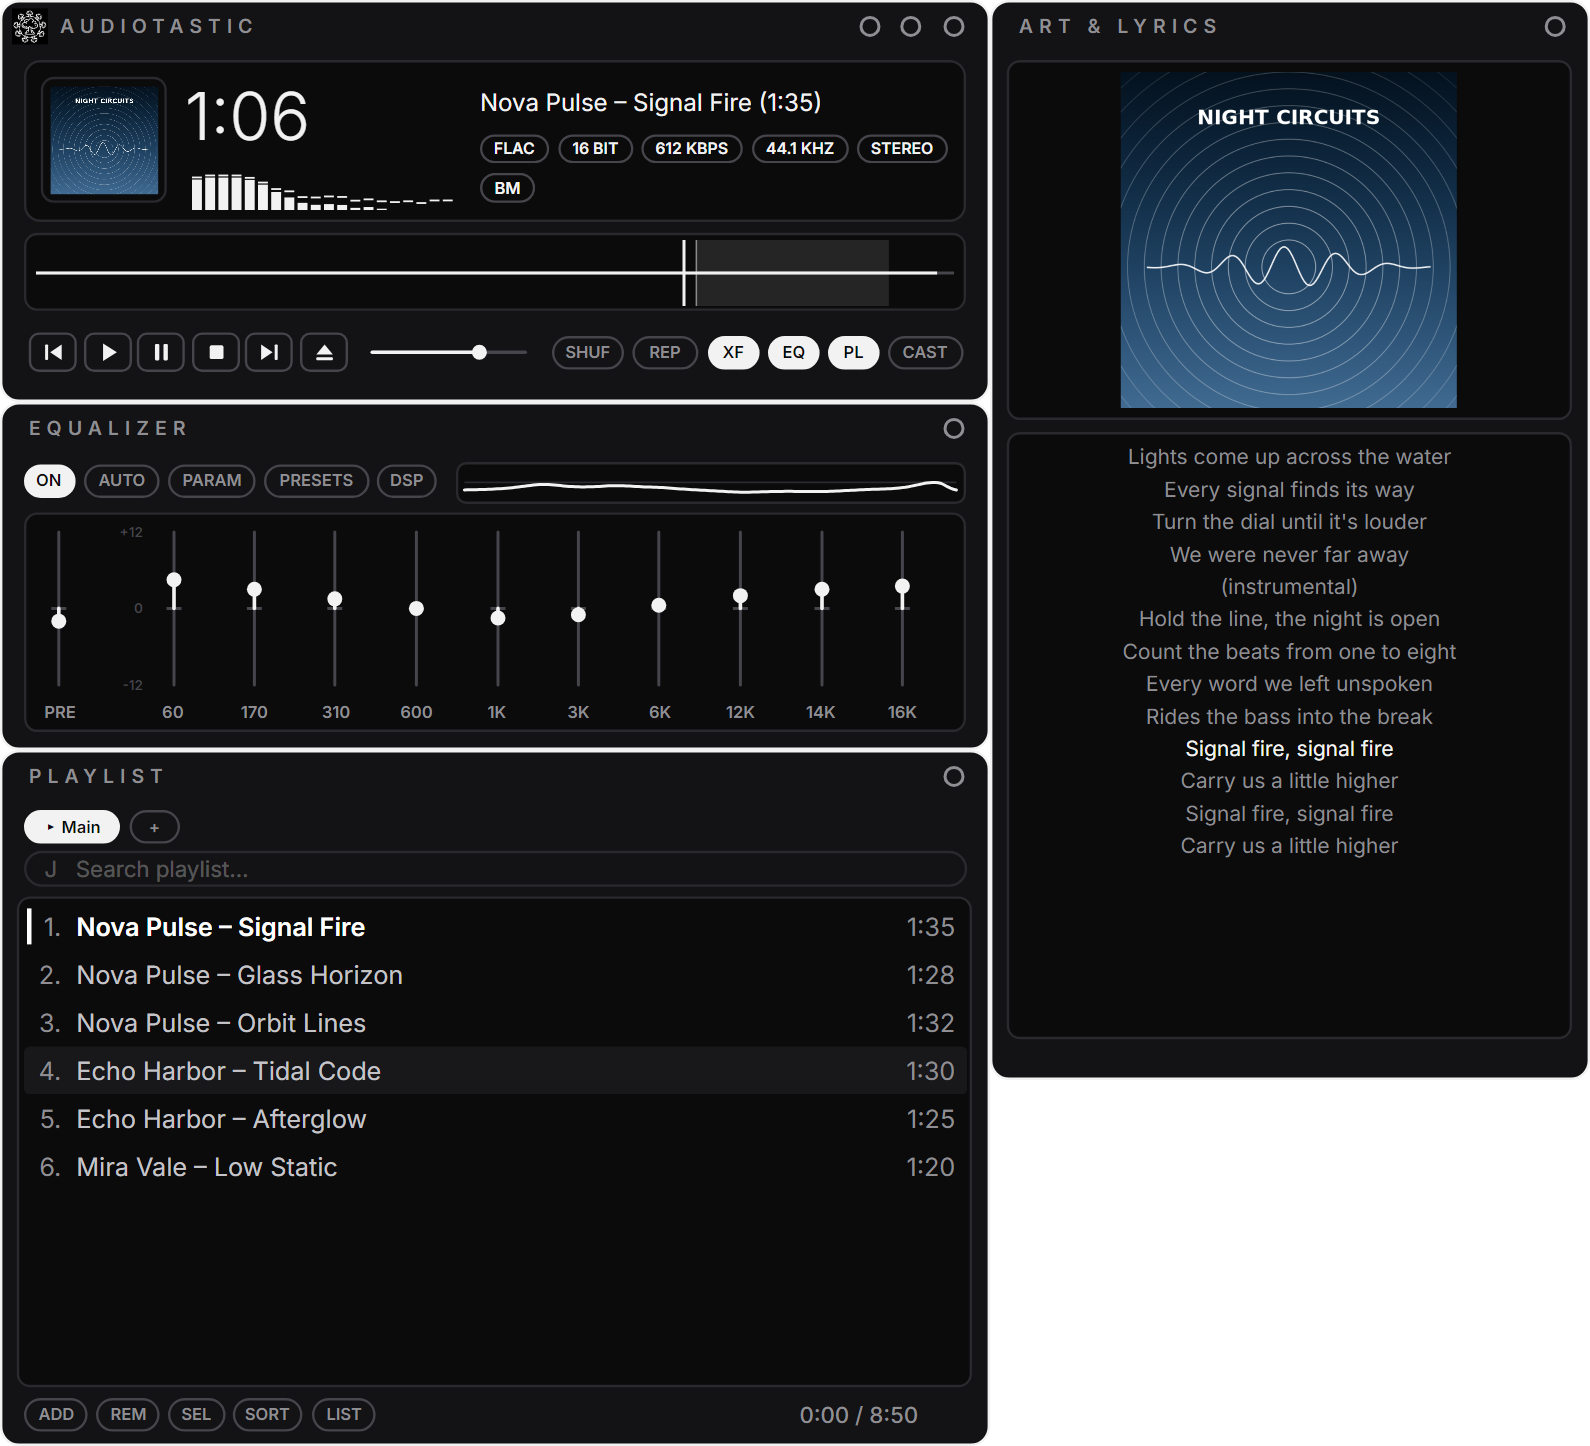 AUDIOTASTIC
NIGHT CIRCUITS
1:06
Nova Pulse – Signal Fire (1:35)
FLAC 16 BIT 612 KBPS 44.1 KHZ STEREO
BM
SHUF REP XF EQ PL CAST
EQUALIZER
ON AUTO PARAM PRESETS DSP
+12
0
-12
PRE 60 170 310 600 1K 3K 6K 12K 14K 16K
PLAYLIST
Main +
J Search playlist...
1. Nova Pulse – Signal Fire 1:35
2. Nova Pulse – Glass Horizon 1:28
3. Nova Pulse – Orbit Lines 1:32
4. Echo Harbor – Tidal Code 1:30
5. Echo Harbor – Afterglow 1:25
6. Mira Vale – Low Static 1:20
ADD REM SEL SORT LIST 0:00 / 8:50
ART & LYRICS
NIGHT CIRCUITS
Lights come up across the water
Every signal finds its way
Turn the dial until it's louder
We were never far away
(instrumental)
Hold the line, the night is open
Count the beats from one to eight
Every word we left unspoken
Rides the bass into the break
Signal fire, signal fire
Carry us a little higher
Signal fire, signal fire
Carry us a little higher